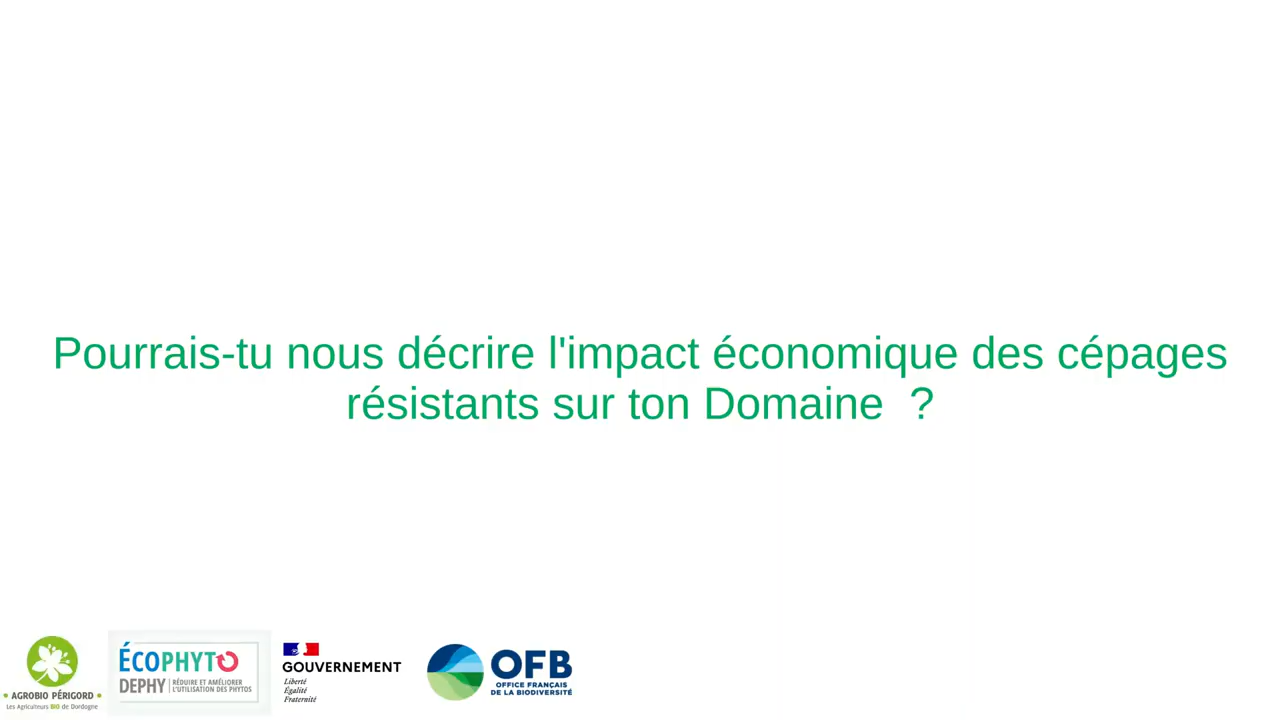 Pourrais-tu nous décrire l'impact économique des cépages
résistants sur ton Domaine  ?
AGROBIO PÉRIGORD
Les Agriculteurs BIO de Dordogne
ÉCOPHYTO
DEPHY
RÉDUIRE ET AMÉLIORER
L'UTILISATION DES PHYTOS
GOUVERNEMENT
Liberté
Égalité
Fraternité
OFB
OFFICE FRANÇAIS
DE LA BIODIVERSITÉ